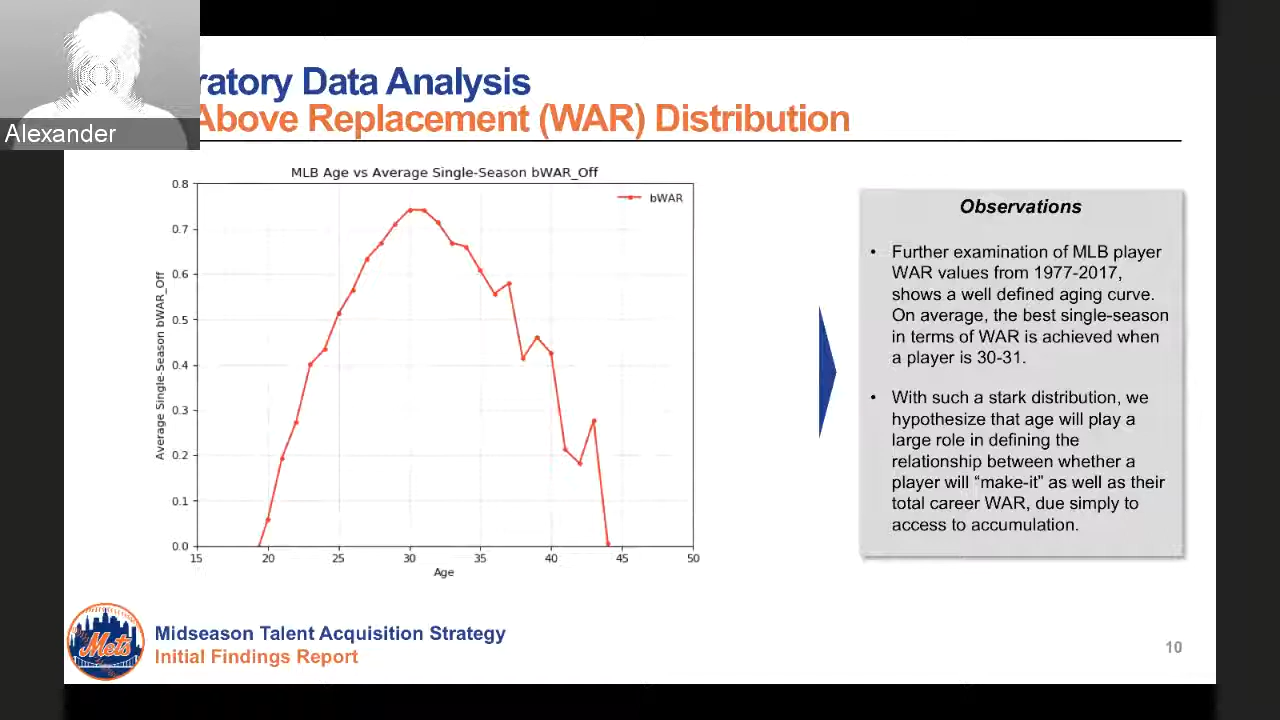 Alexander
ratory Data Analysis
Above Replacement (WAR) Distribution
MLB Age vs Average Single-Season bWAR_Off
bWAR
0.8
0.7
0.6
0.5
0.4
0.3
0.2
0.1
0.0
Average Single-Season bWAR_Off
15 20 25 30 35 40 45 50
Age
Observations
• Further examination of MLB player
WAR values from 1977-2017,
shows a well defined aging curve.
On average, the best single-season
in terms of WAR is achieved when
a player is 30-31.
• With such a stark distribution, we
hypothesize that age will play a
large role in defining the
relationship between whether a
player will “make-it” as well as their
total career WAR, due simply to
access to accumulation.
Mets
Midseason Talent Acquisition Strategy
Initial Findings Report
10